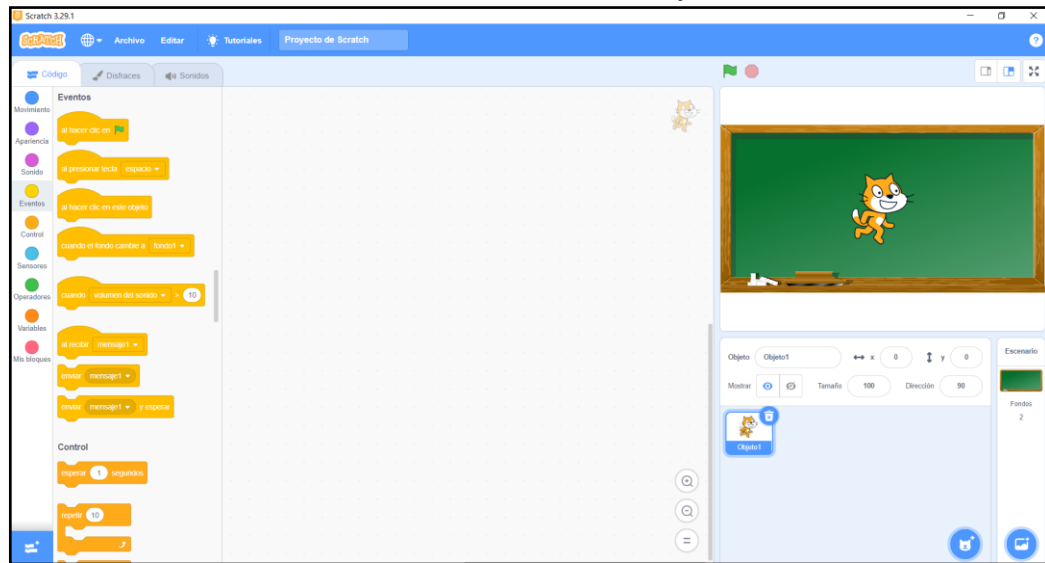 Scratch 3.29.1
SCRATCH Archivo Editar Tutoriales Proyecto de Scratch ?
Código Disfraces Sonidos
Movimiento
Apariencia
Sonido
Eventos
Control
Sensores
Operadores
Variables
Mis bloques
Eventos
al hacer clic en
al presionar tecla espacio
al hacer clic en este objeto
cuando el fondo cambie a fondo1
cuando volumen del sonido > 10
al recibir mensaje1
enviar mensaje1
enviar mensaje1 y esperar
Control
esperar 1 segundos
repetir 10
Objeto Objeto1 x 0 y 0
Mostrar Tamaño 100 Dirección 90
Objeto1
Escenario
Fondos
2